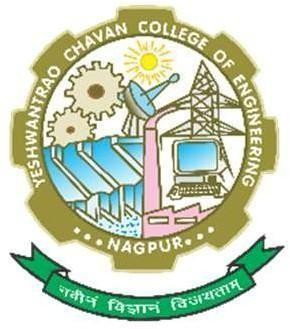 YESHWANTRAO CHAVAN COLLEGE OF ENGINEERING
NAGPUR
नवीनं विज्ञानं विजयताम्